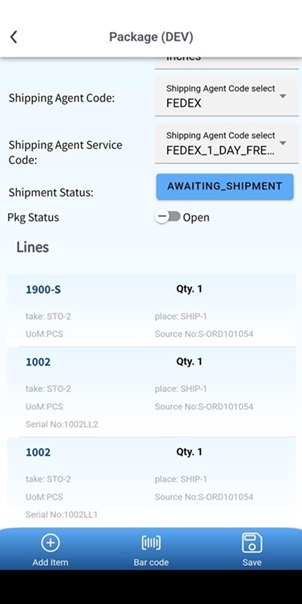 Package (DEV)
Inches
Shipping Agent Code:
Shipping Agent Code select
FEDEX
Shipping Agent Service
Code:
Shipping Agent Code select
FEDEX_1_DAY_FRE...
Shipment Status:
AWAITING_SHIPMENT
Pkg Status
Open
Lines
1900-S
Qty. 1
take: STO-2
place: SHIP-1
UoM:PCS
Source No:S-ORD101054
1002
Qty. 1
take: STO-2
place: SHIP-1
UoM:PCS
Source No:S-ORD101054
Serial No:1002LL2
1002
Qty. 1
take: STO-2
place: SHIP-1
UoM:PCS
Source No:S-ORD101054
Serial No:1002LL1
Add Item
Bar code
Save